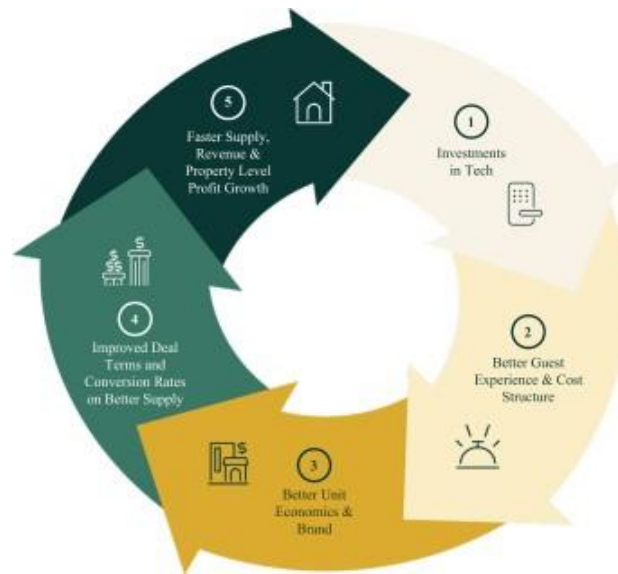 1
Investments
in Tech
2
Better Guest
Experience & Cost
Structure
3
Better Unit
Economics &
Brand
4
Improved Deal
Terms and
Conversion Rates
on Better Supply
5
Faster Supply,
Revenue &
Property Level
Profit Growth
$
$
$$
$
$